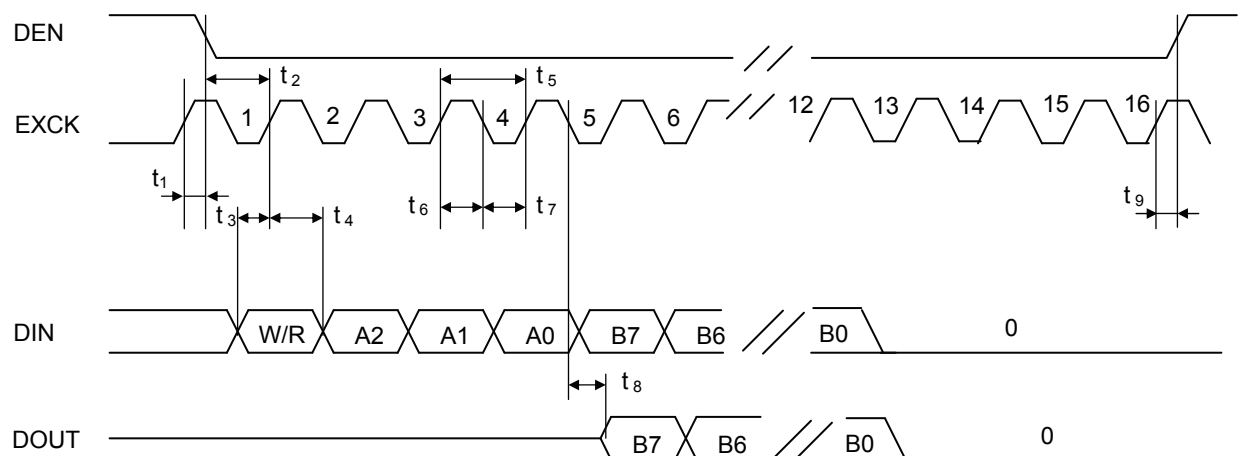 DEN
t2
t5
EXCK
1 2 3 4 5 6 12 13 14 15 16
t1
t3
t4
t6
t7
t9
DIN
W/R A2 A1 A0 B7 B6 B0 0
t8
DOUT
B7 B6 B0 0